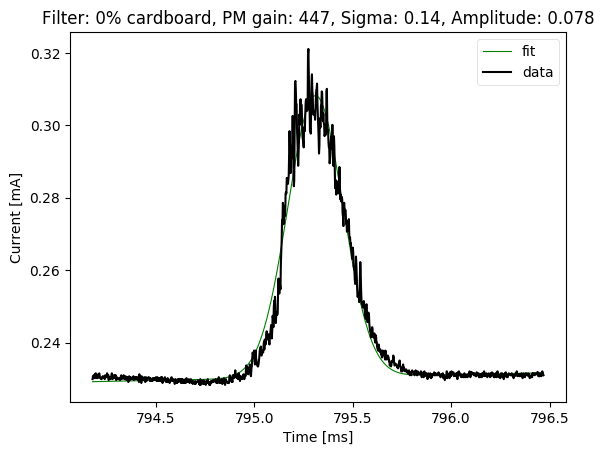 Filter: 0% cardboard, PM gain: 447, Sigma: 0.14, Amplitude: 0.078
fit
data
0.32
0.30
0.28
0.26
0.24
Current [mA]
794.5 795.0 795.5 796.0 796.5
Time [ms]